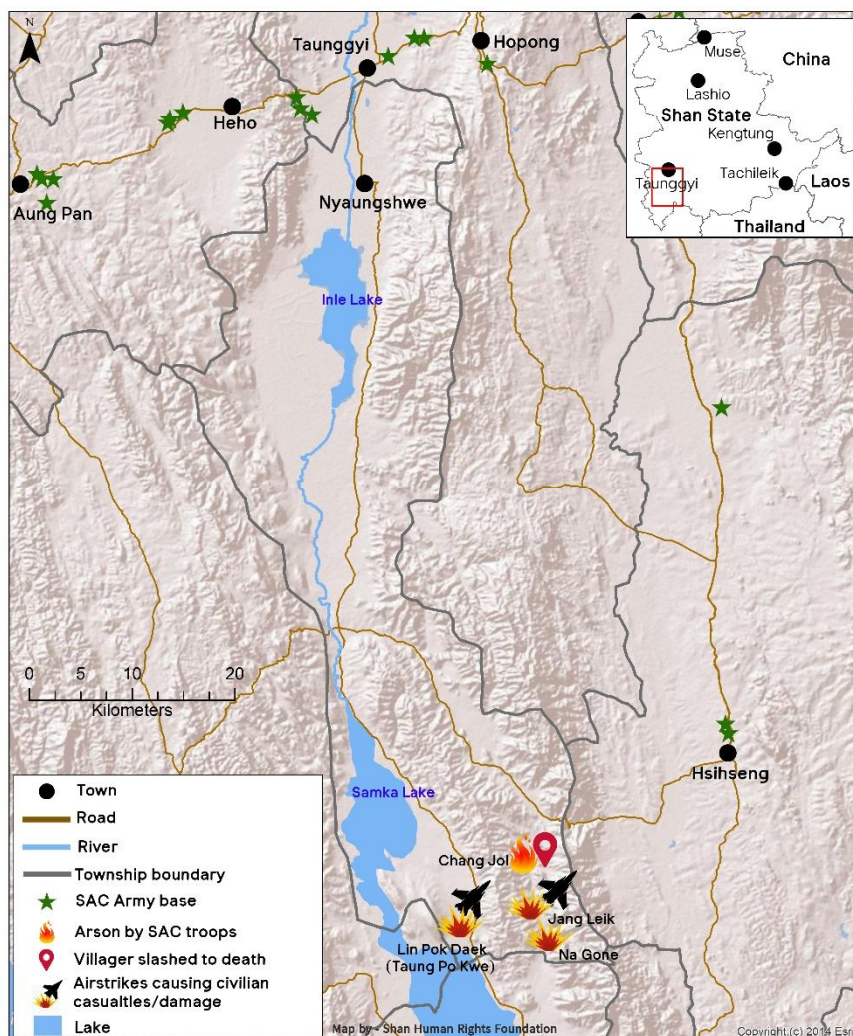 N
Taunggyi
Hopong
Heho
Aung Pan
Nyaungshwe
Inle Lake
Muse
China
Lashio
Shan State
Kengtung
Tachileik
Taunggyi
Laos
Thailand
0 5 10 20
Kilometers
Hsihseng
Samka Lake
Chang Jol
Jang Leik
Lin Pok Daek
(Taung Po Kwe)
Na Gone
Town
Road
River
Township boundary
SAC Army base
Arson by SAC troops
Villager slashed to death
Airstrikes causing civilian
casualtles/damage
Lake
Map by - Shan Human Rights Foundation
Copyright:(c) 2014 Esr